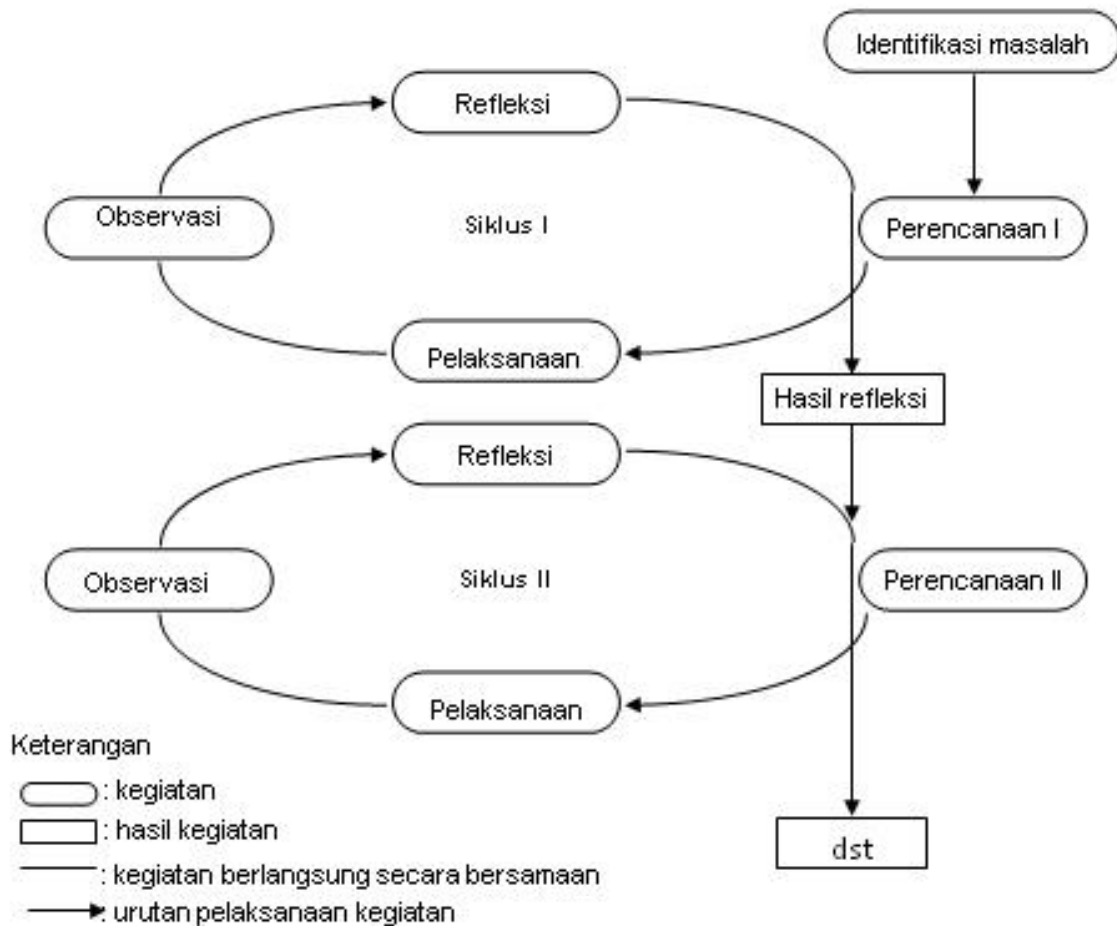 Identifikasi masalah
Refleksi
Observasi
Siklus I
Perencanaan I
Pelaksanaan
Hasil refleksi
Refleksi
Observasi
Siklus II
Perencanaan II
Pelaksanaan
Keterangan
: kegiatan
: hasil kegiatan
: kegiatan berlangsung secara bersamaan
: urutan pelaksanaan kegiatan
dst